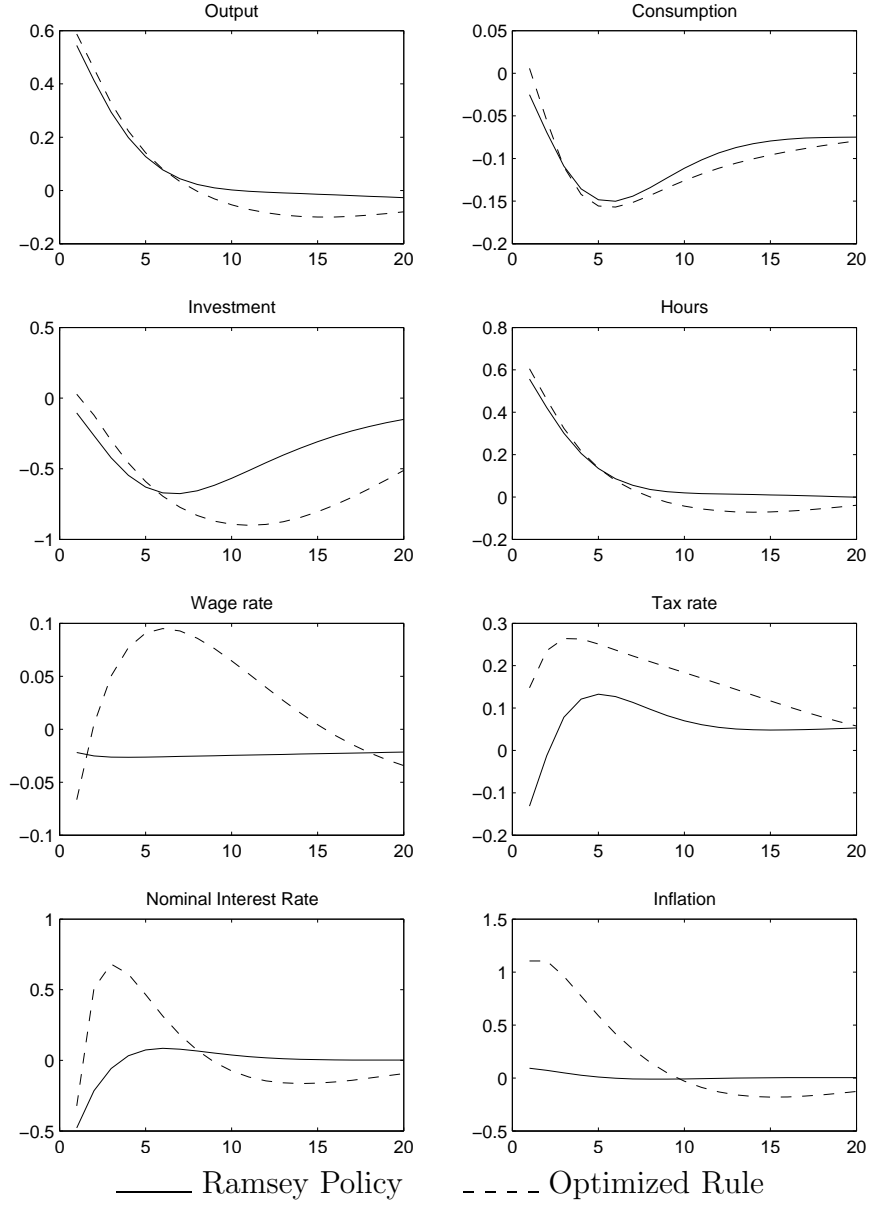 Output
0.6
0.4
0.2
0
−0.2
0 5 10 15 20
Consumption
0.05
0
−0.05
−0.1
−0.15
−0.2
0 5 10 15 20
Investment
0.5
0
−0.5
−1
0 5 10 15 20
Hours
0.8
0.6
0.4
0.2
0
−0.2
0 5 10 15 20
Wage rate
0.1
0.05
0
−0.05
−0.1
0 5 10 15 20
Tax rate
0.3
0.2
0.1
0
−0.1
−0.2
0 5 10 15 20
Nominal Interest Rate
1
0.5
0
−0.5
0 5 10 15 20
Inflation
1.5
1
0.5
0
−0.5
0 5 10 15 20
Ramsey Policy Optimized Rule